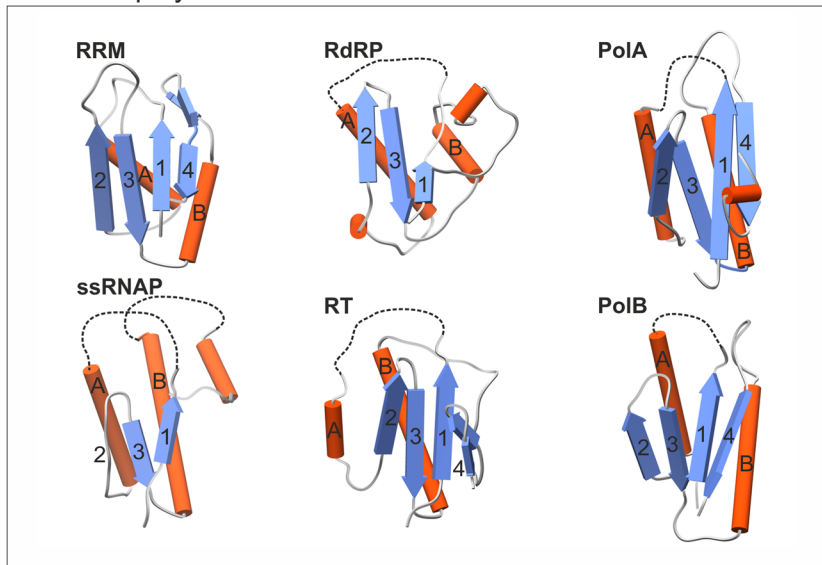 RRM
RdRP
PolA
2 3 A 1 4 B
A 2 3 1 B
A 2 3 1 4 B
ssRNAP
RT
PolB
A 2 3 B 1
A B 2 3 1 4
A 2 3 1 4 B